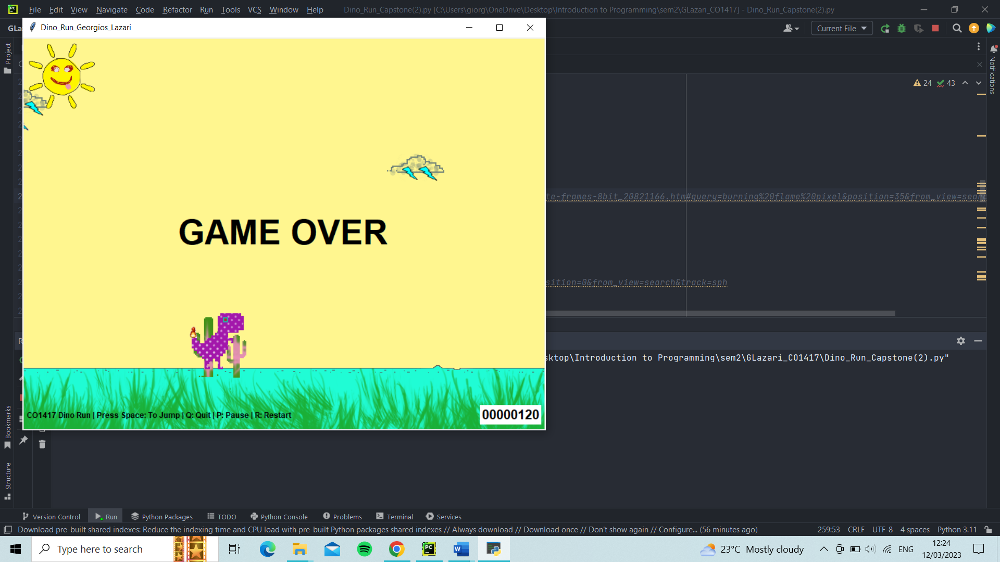 PC File Edit View Navigate Code Refactor Run Tools VCS Window Help Dino_Run_Capstone(2).py [C:\Users\giorg\OneDrive\Desktop\Introduction to Programming\sem2\GLazari_CO1417] - Dino_Run_Capstone(2).py
GLa
Dino_Run_Georgios_Lazari
Current File
Project
Notifications
24 43
te-frames-8bit_20821166.htm#query=burning%20flame%20pixel&position=35&from_view=searc
GAME OVER
sition=0&from_view=search&track=sph
R
sktop\Introduction to Programming\sem2\GLazari_CO1417\Dino_Run_Capstone(2).py"
CO1417 Dino Run | Press Space: To Jump | Q: Quit | P: Pause | R: Restart
00000120
Bookmarks
Structure
Version Control Run Python Packages TODO Python Console Problems Terminal Services
Download pre-built shared indexes: Reduce the indexing time and CPU load with pre-built Python packages shared indexes // Always download // Download once // Don't show again // Configure... (56 minutes ago) 259:53 CRLF UTF-8 4 spaces Python 3.11
Type here to search
PC
W
23°C Mostly cloudy
ENG
12:24
12/03/2023